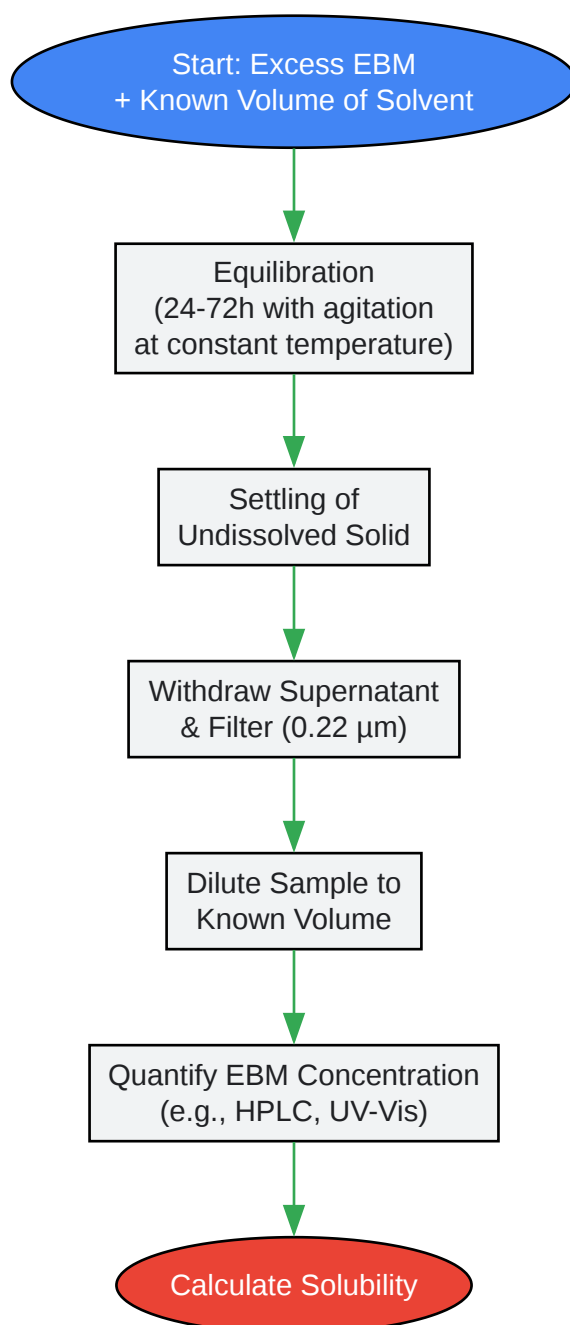 Start: Excess EBM
+ Known Volume of Solvent
Equilibration
(24-72h with agitation
at constant temperature)
Settling of
Undissolved Solid
Withdraw Supernatant
& Filter (0.22 µm)
Dilute Sample to
Known Volume
Quantify EBM Concentration
(e.g., HPLC, UV-Vis)
Calculate Solubility